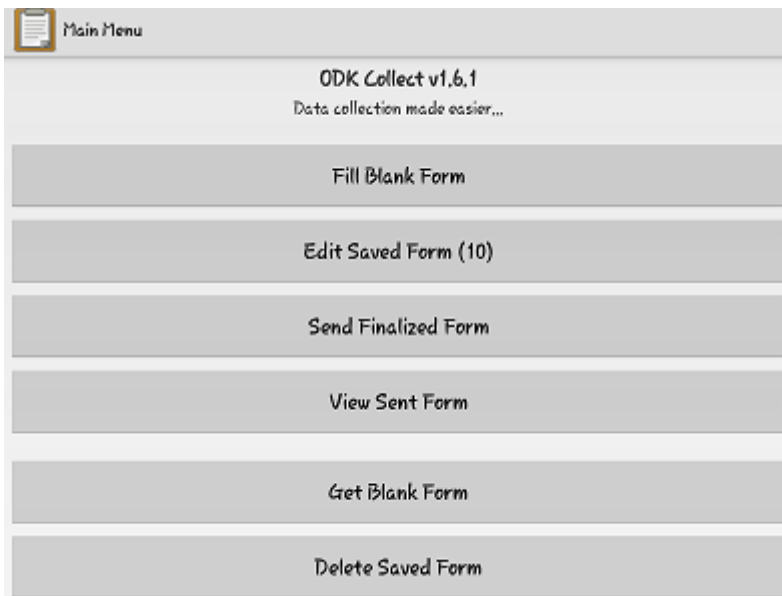 Main Menu
ODK Collect v1.6.1
Data collection made easier...
Fill Blank Form
Edit Saved Form (10)
Send Finalized Form
View Sent Form
Get Blank Form
Delete Saved Form